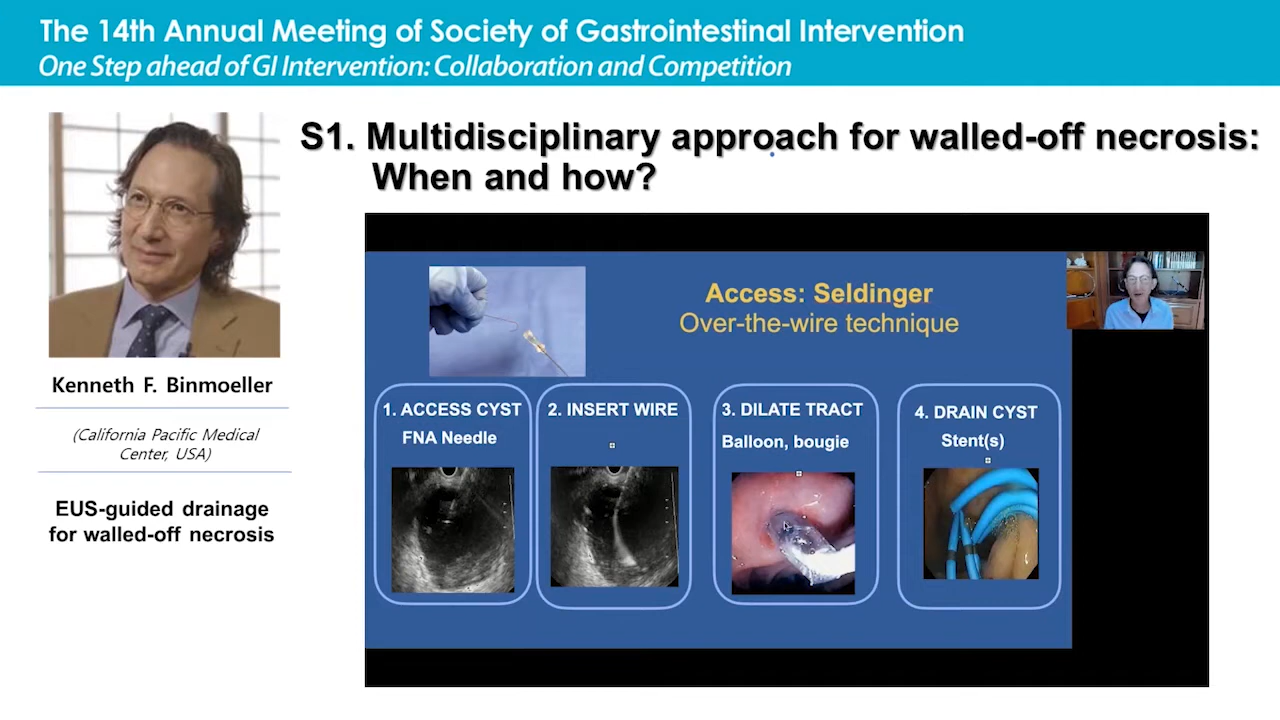 The 14th Annual Meeting of Society of Gastrointestinal Intervention
One Step ahead of GI Intervention: Collaboration and Competition
S1. Multidisciplinary approach for walled-off necrosis:
When and how?
Kenneth F. Binmoeller
(California Pacific Medical
Center, USA)
EUS-guided drainage
for walled-off necrosis
Access: Seldinger
Over-the-wire technique
1. ACCESS CYST
FNA Needle
2. INSERT WIRE
3. DILATE TRACT
Balloon, bougie
4. DRAIN CYST
Stent(s)